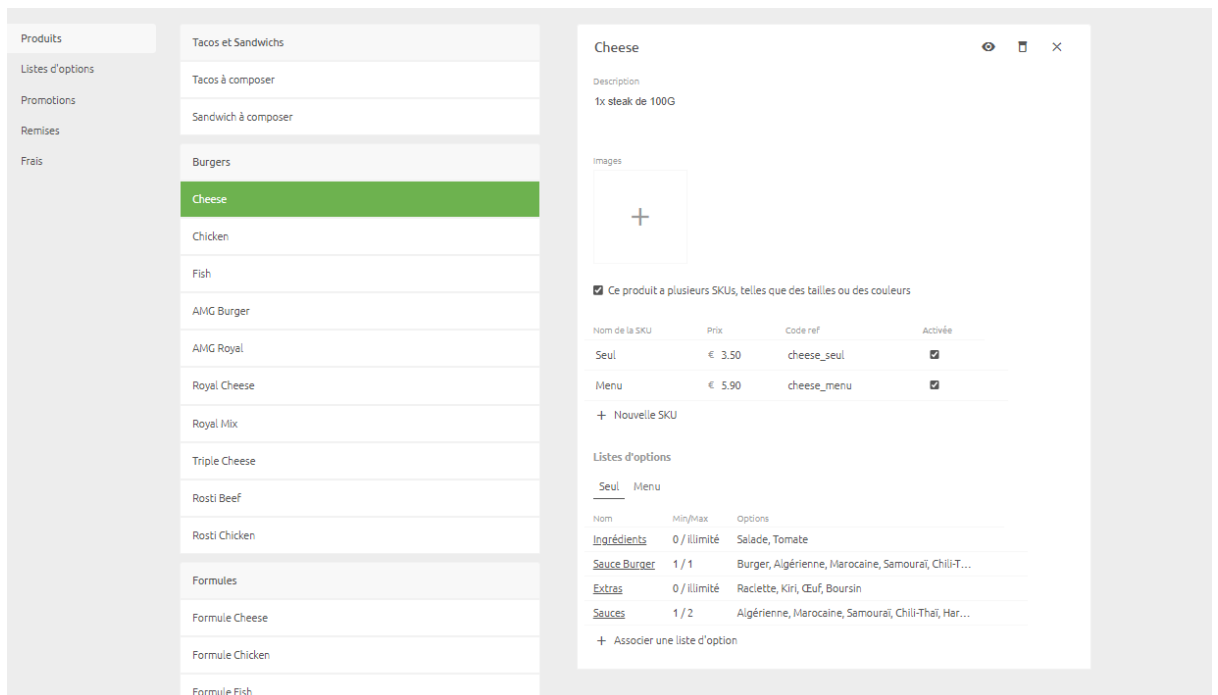 Produits
Listes d'options
Promotions
Remises
Frais
Tacos et Sandwichs
Tacos à composer
Sandwich à composer
Burgers
Cheese
Chicken
Fish
AMG Burger
AMG Royal
Royal Cheese
Royal Mix
Triple Cheese
Rosti Beef
Rosti Chicken
Formules
Formule Cheese
Formule Chicken
Formule Fish
Cheese
Description
1x steak de 100G
Images
Ce produit a plusieurs SKUs, telles que des tailles ou des couleurs
Nom de la SKU Prix Code ref Activée
Seul € 3.50 cheese_seul
Menu € 5.90 cheese_menu
+ Nouvelle SKU
Listes d'options
Seul Menu
Nom Min/Max Options
Ingrédients 0 / illimité Salade, Tomate
Sauce Burger 1 / 1 Burger, Algérienne, Marocaine, Samouraï, Chili-T...
Extras 0 / illimité Raclette, Kiri, Œuf, Boursin
Sauces 1 / 2 Algérienne, Marocaine, Samouraï, Chili-Thaï, Har...
+ Associer une liste d'option